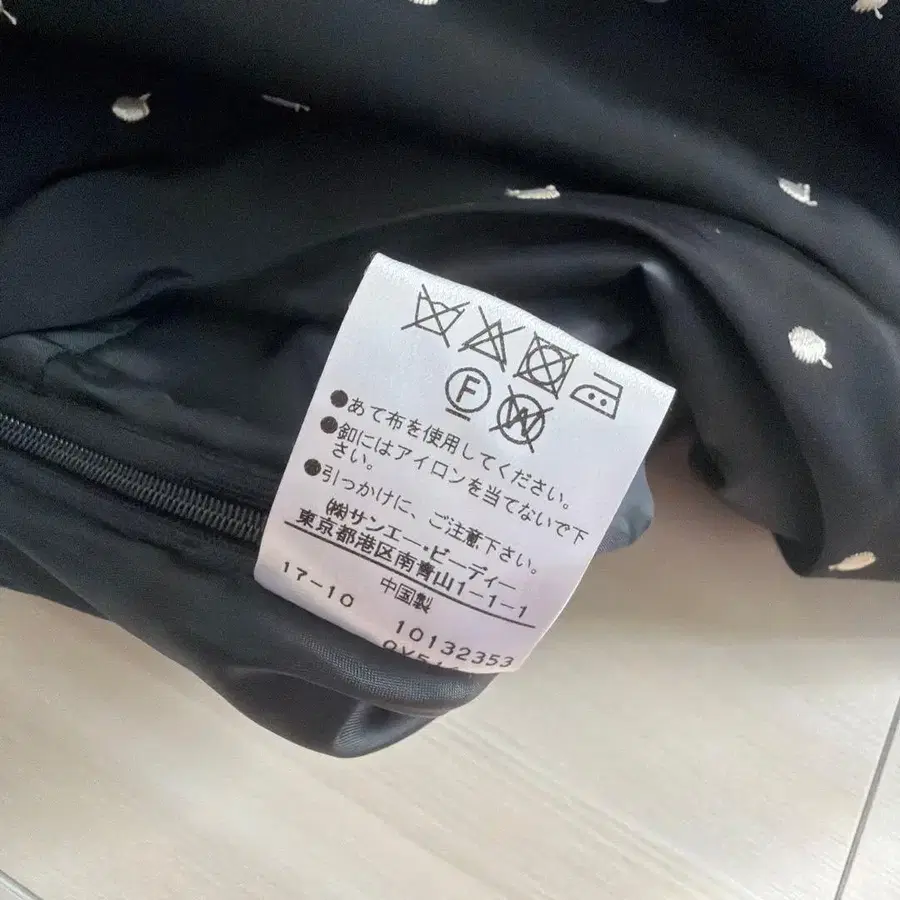 F
W
●あて布を使用してください。
●釦にはアイロンを当てないで下
さい。
●引っかけに、ご注意下さい。
(株)サンエー・ビーディー
東京都港区南青山1-1-1
17-10 中国製
10132353